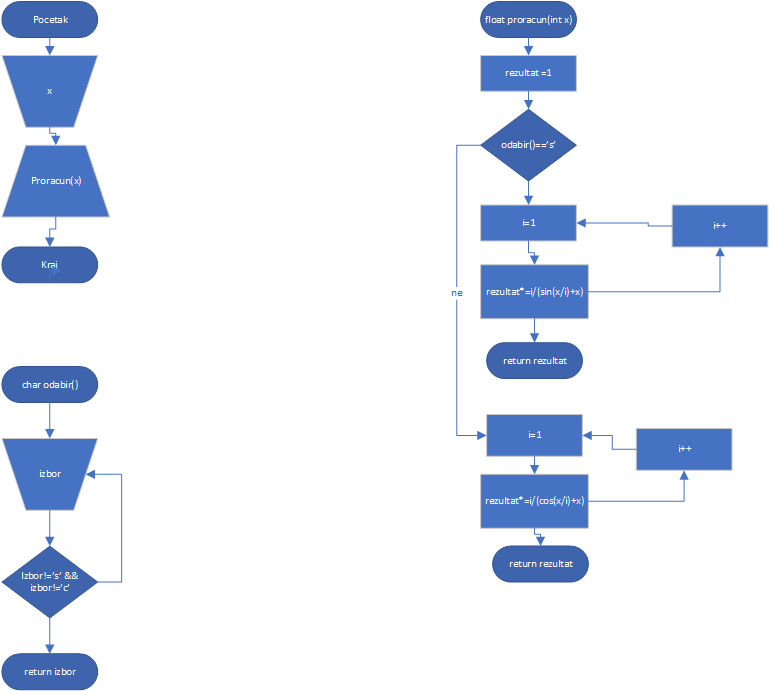 Pocetak
x
Proracun(x)
Kraj
char odabir()
izbor
Izbor!='s' &&
izbor!='c'
return izbor
float proracun(int x)
rezultat =1
odabir()=='s'
i=1
i++
rezultat*=i/(sin(x/i)+x)
ne
return rezultat
i=1
i++
rezultat*=i/(cos(x/i)+x)
return rezultat